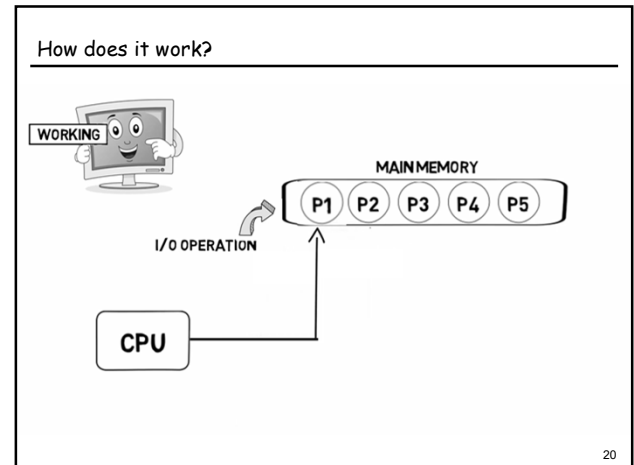 How does it work?
WORKING
MAIN MEMORY
P1 P2 P3 P4 P5
I/O OPERATION
CPU
20